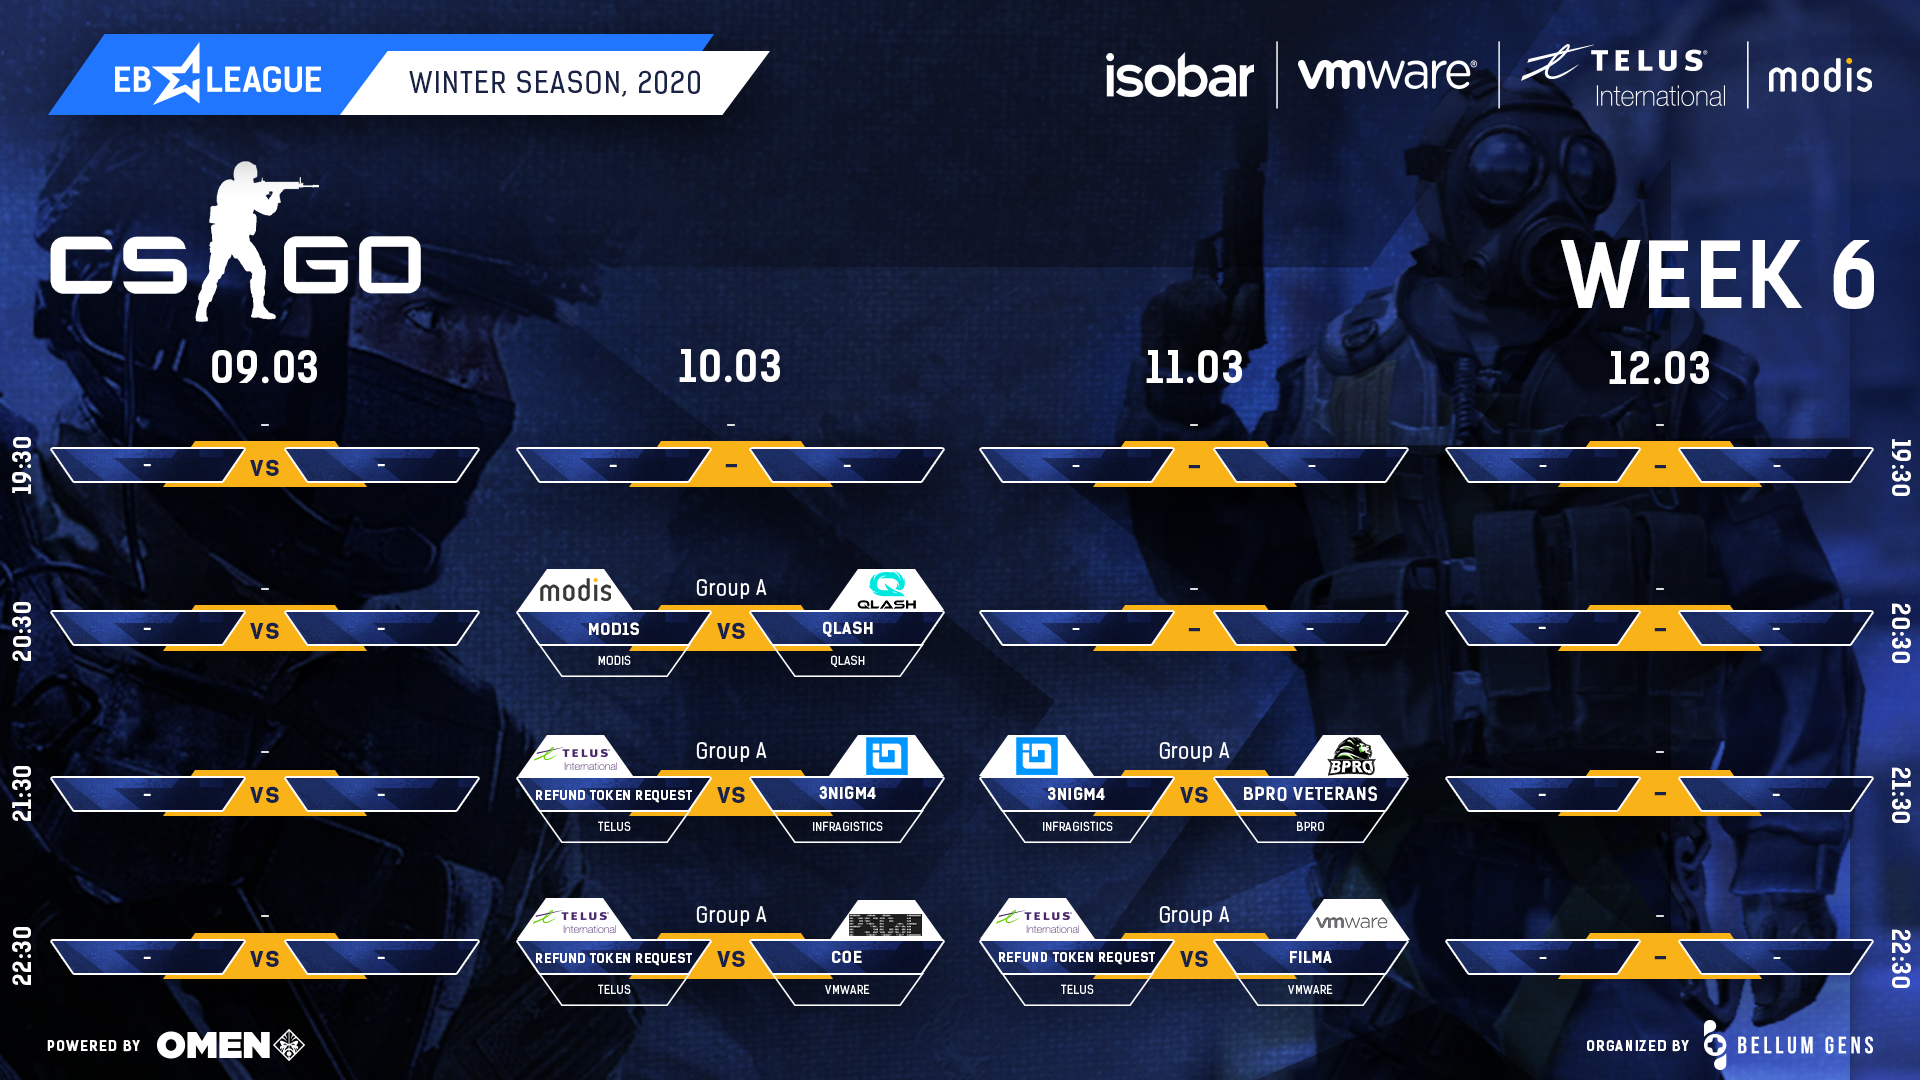 EB LEAGUE
WINTER SEASON, 2020
isobar
vmware®
TELUS®
International
modis
CS GO
WEEK 6
09.03
10.03
11.03
12.03
19:30
-
- VS -
-
- - -
-
- - -
-
- - -
19:30
20:30
-
- VS -
modis
Group A
QLASH
MOD1S VS QLASH
MODIS
QLASH
-
- - -
-
- - -
20:30
21:30
-
- VS -
TELUS
International
Group A
REFUND TOKEN REQUEST VS 3NIGM4
TELUS
INFRAGISTICS
Group A
BPRO
3NIGM4 VS BPRO VETERANS
INFRAGISTICS
BPRO
-
- - -
21:30
22:30
-
- VS -
TELUS
International
Group A
PSCOE
REFUND TOKEN REQUEST VS COE
TELUS
VMWARE
TELUS
International
Group A
vmware
REFUND TOKEN REQUEST VS FILMA
TELUS
VMWARE
-
- - -
22:30
POWERED BY
OMEN
ORGANIZED BY
BELLUM GENS